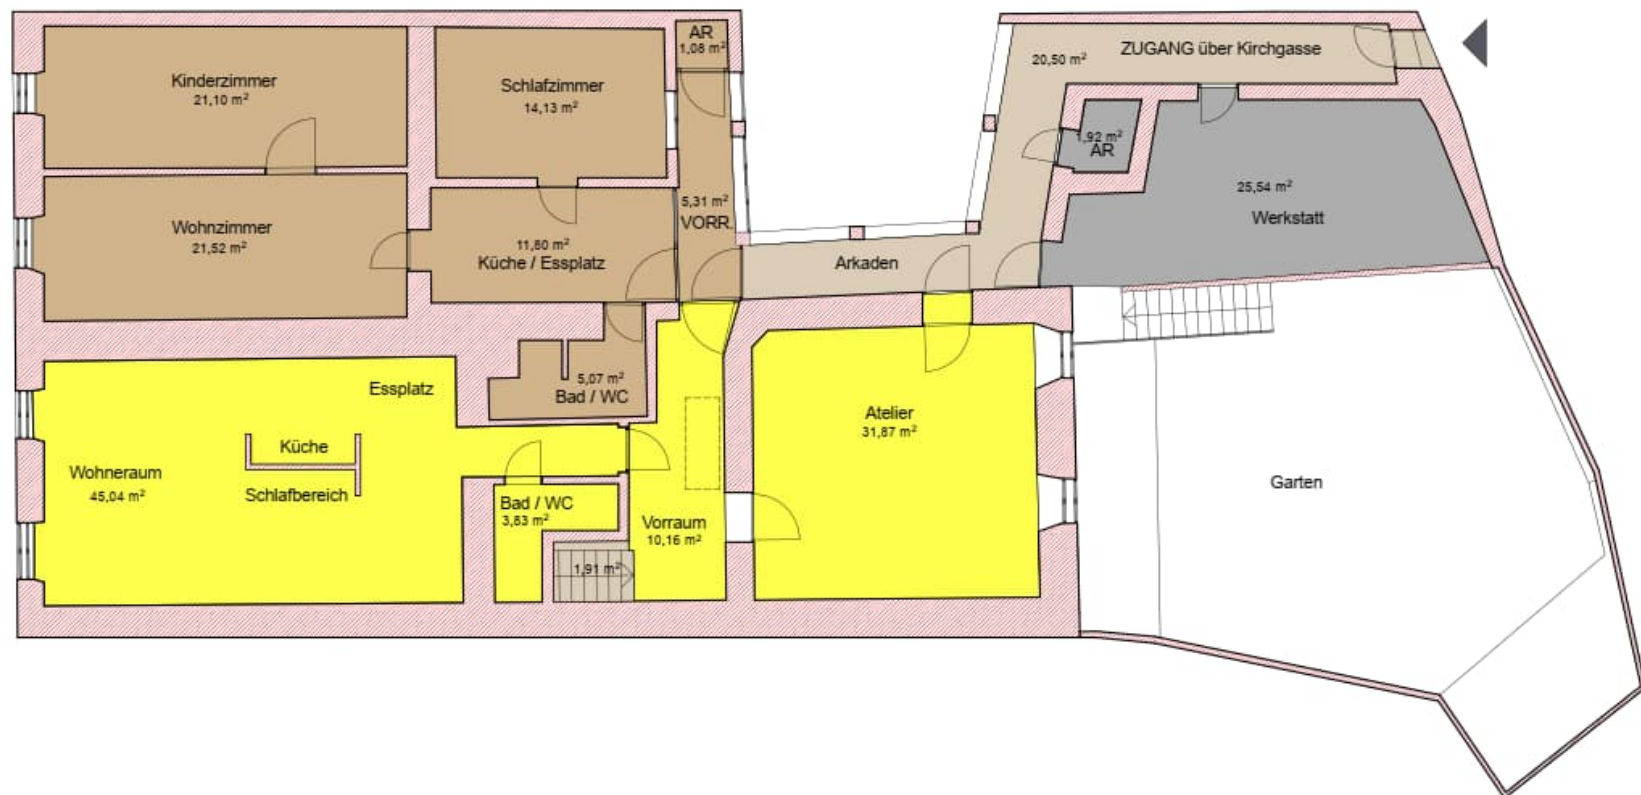 Kinderzimmer
21,10 m²
Schlafzimmer
14,13 m²
AR
1,08 m²
20,50 m²
ZUGANG über Kirchgasse
1,92 m²
AR
25,54 m²
Werkstatt
Wohnzimmer
21,52 m²
11,80 m²
Küche / Essplatz
5,31 m²
VORR.
Arkaden
Essplatz
5,07 m²
Bad / WC
Atelier
31,87 m²
Küche
Wohneraum
45,04 m²
Schlafbereich
Bad / WC
3,83 m²
Vorraum
10,16 m²
1,91 m²
Garten